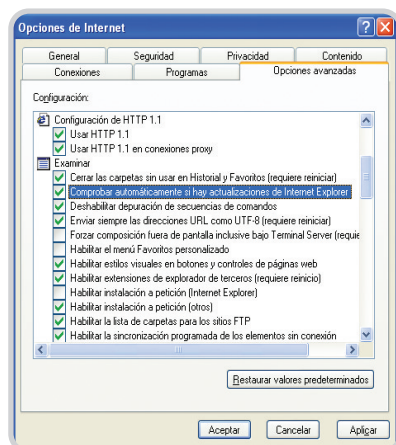 Opciones de Internet
General Seguridad Privacidad Contenido
Conexiones Programas Opciones avanzadas
Configuración:
Configuración de HTTP 1.1
Usar HTTP 1.1
Usar HTTP 1.1 en conexiones proxy
Examinar
Cerrar las carpetas sin usar en Historial y Favoritos (requiere reiniciar)
Comprobar automáticamente si hay actualizaciones de Internet Explorer
Deshabilitar depuración de secuencias de comandos
Enviar siempre las direcciones URL como UTF-8 (requiere reiniciar)
Forzar composición fuera de pantalla inclusive bajo Terminal Server (requie
Habilitar el menú Favoritos personalizado
Habilitar estilos visuales en botones y controles de páginas web
Habilitar extensiones de explorador de terceros (requiere reinicio)
Habilitar instalación a petición (Internet Explorer)
Habilitar instalación a petición (otros)
Habilitar la lista de carpetas para los sitios FTP
Habilitar la sincronización programada de los elementos sin conexión
Restaurar valores predeterminados
Aceptar Cancelar Aplicar